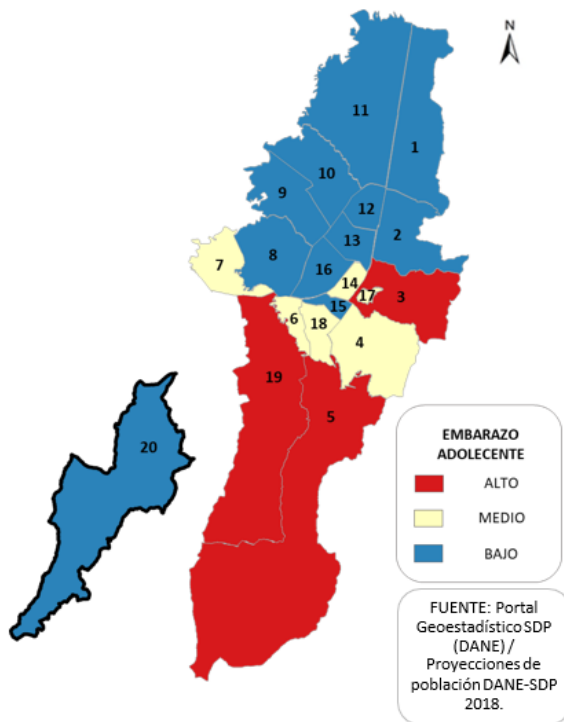 N
11
1
10
9
12
2
13
8
7
16
14
17
3
15
6
18
4
19
5
20
EMBARAZO
ADOLECENTE
ALTO
MEDIO
BAJO
FUENTE: Portal
Geoestadístico SDP
(DANE) /
Proyecciones de
población DANE-SDP
2018.